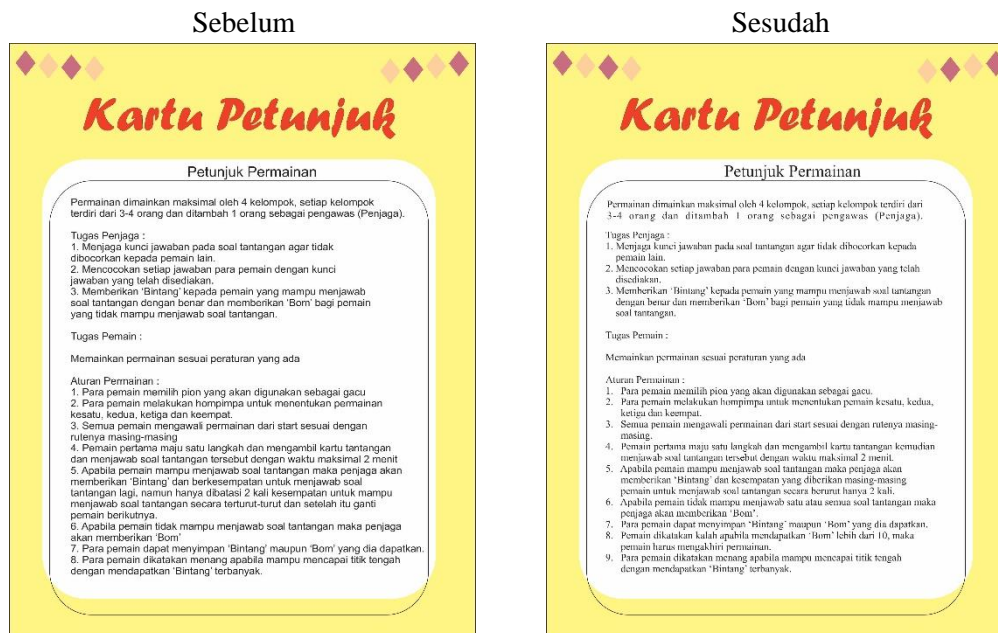 Sebelum
Kartu Petunjuk
Petunjuk Permainan
Permainan dimainkan maksimal oleh 4 kelompok, setiap kelompok
terdiri dari 3-4 orang dan ditambah 1 orang sebagai pengawas (Penjaga).
Tugas Penjaga :
1. Menjaga kunci jawaban pada soal tantangan agar tidak
dibocorkan kepada pemain lain.
2. Mencocokan setiap jawaban para pemain dengan kunci
jawaban yang telah disediakan.
3. Memberikan 'Bintang' kepada pemain yang mampu menjawab
soal tantangan dengan benar dan memberikan 'Bom' bagi pemain
yang tidak mampu menjawab soal tantangan.
Tugas Pemain :
Memainkan permainan sesuai peraturan yang ada
Aturan Permainan :
1. Para pemain memilih pion yang akan digunakan sebagai gacu
2. Para pemain melakukan hompimpa untuk menentukan permainan
kesatu, kedua, ketiga dan keempat.
3. Semua pemain mengawali permainan dari start sesuai dengan
rutenya masing-masing
4. Pemain pertama maju satu langkah dan mengambil kartu tantangan
dan menjawab soal tantangan tersebut dengan waktu maksimal 2 menit
5. Apabila pemain mampu menjawab soal tantangan maka penjaga akan
memberikan 'Bintang' dan berkesempatan untuk menjawab soal
tantangan lagi, namun hanya dibatasi 2 kali kesempatan untuk mampu
menjawab soal tantangan secara terturut-turut dan setelah itu ganti
pemain berikutnya.
6. Apabila pemain tidak mampu menjawab soal tantangan maka penjaga
akan memberikan 'Bom'
7. Para pemain dapat menyimpan 'Bintang' maupun 'Bom' yang dia dapatkan.
8. Para pemain dikatakan menang apabila mampu mencapai titik tengah
dengan mendapatkan 'Bintang' terbanyak.
Sesudah
Kartu Petunjuk
Petunjuk Permainan
Permainan dimainkan maksimal oleh 4 kelompok, setiap kelompok terdiri dari
3-4 orang dan ditambah 1 orang sebagai pengawas (Penjaga).
Tugas Penjaga :
1. Menjaga kunci jawaban pada soal tantangan agar tidak dibocorkan kepada
pemain lain.
2. Mencocokan setiap jawaban para pemain dengan kunci jawaban yang telah
disediakan.
3. Memberikan 'Bintang' kepada pemain yang mampu menjawab soal tantangan
dengan benar dan memberikan 'Bom' bagi pemain yang tidak mampu menjawab
soal tantangan.
Tugas Pemain :
Memainkan permainan sesuai peraturan yang ada
Aturan Permainan :
1. Para pemain memilih pion yang akan digunakan sebagai gacu.
2. Para pemain melakukan hompimpa untuk menentukan pemain kesatu, kedua,
ketiga dan keempat.
3. Semua pemain mengawali permainan dari start sesuai dengan rutenya masing-
masing.
4. Pemain pertama maju satu langkah dan mengambil kartu tantangan kemudian
menjawab soal tantangan tersebut dengan waktu maksimal 2 menit.
5. Apabila pemain mampu menjawab soal tantangan maka penjaga akan
memberikan 'Bintang' dan kesempatan yang diberikan masing-masing
pemain untuk menjawab soal tantangan secara berurut hanya 2 kali.
6. Apabila pemain tidak mampu menjawab satu atau semua soal tantangan maka
penjaga akan memberikan 'Bom'.
7. Para pemain dapat menyimpan 'Bintang' maupun 'Bom' yang dia dapatkan.
8. Pemain dikatakan kalah apabila mendapatkan 'Bom' lebih dari 10, maka
pemain harus mengakhiri permainan.
9. Para pemain dikatakan menang apabila mampu mencapai titik tengah
dengan mendapatkan 'Bintang' terbanyak.